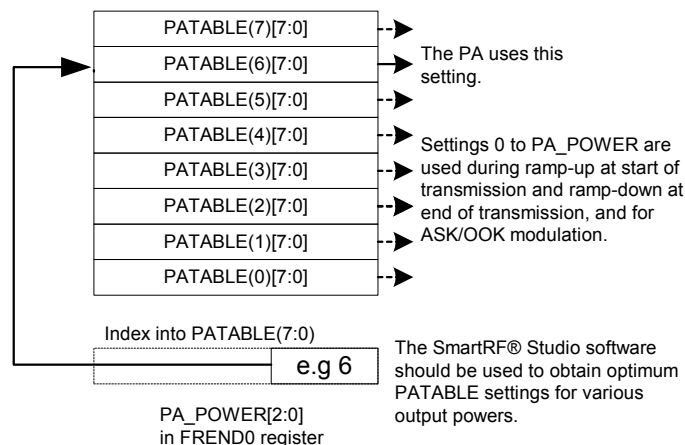 PATABLE(7)[7:0]
PATABLE(6)[7:0]
PATABLE(5)[7:0]
PATABLE(4)[7:0]
PATABLE(3)[7:0]
PATABLE(2)[7:0]
PATABLE(1)[7:0]
PATABLE(0)[7:0]
The PA uses this
setting.
Settings 0 to PA_POWER are
used during ramp-up at start of
transmission and ramp-down at
end of transmission, and for
ASK/OOK modulation.
Index into PATABLE(7:0)
e.g 6
PA_POWER[2:0]
in FREND0 register
The SmartRF® Studio software
should be used to obtain optimum
PATABLE settings for various
output powers.